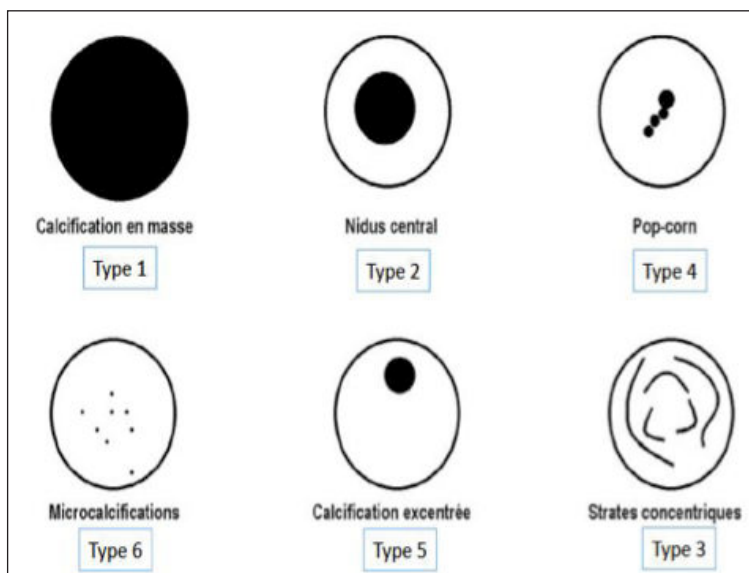 Calcification en masse
Type 1
Nidus central
Type 2
Pop-corn
Type 4
Microcalcifications
Type 6
Calcification excentrée
Type 5
Strates concentriques
Type 3